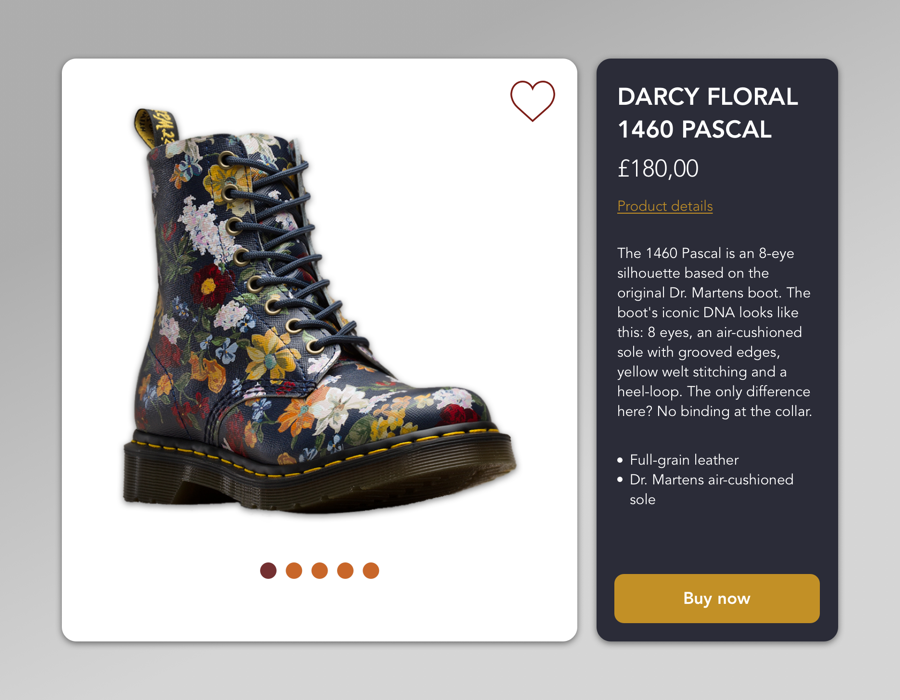 DARCY FLORAL
1460 PASCAL
£180,00
Product details
The 1460 Pascal is an 8-eye
silhouette based on the
original Dr. Martens boot. The
boot's iconic DNA looks like
this: 8 eyes, an air-cushioned
sole with grooved edges,
yellow welt stitching and a
heel-loop. The only difference
here? No binding at the collar.
• Full-grain leather
• Dr. Martens air-cushioned
sole
Buy now